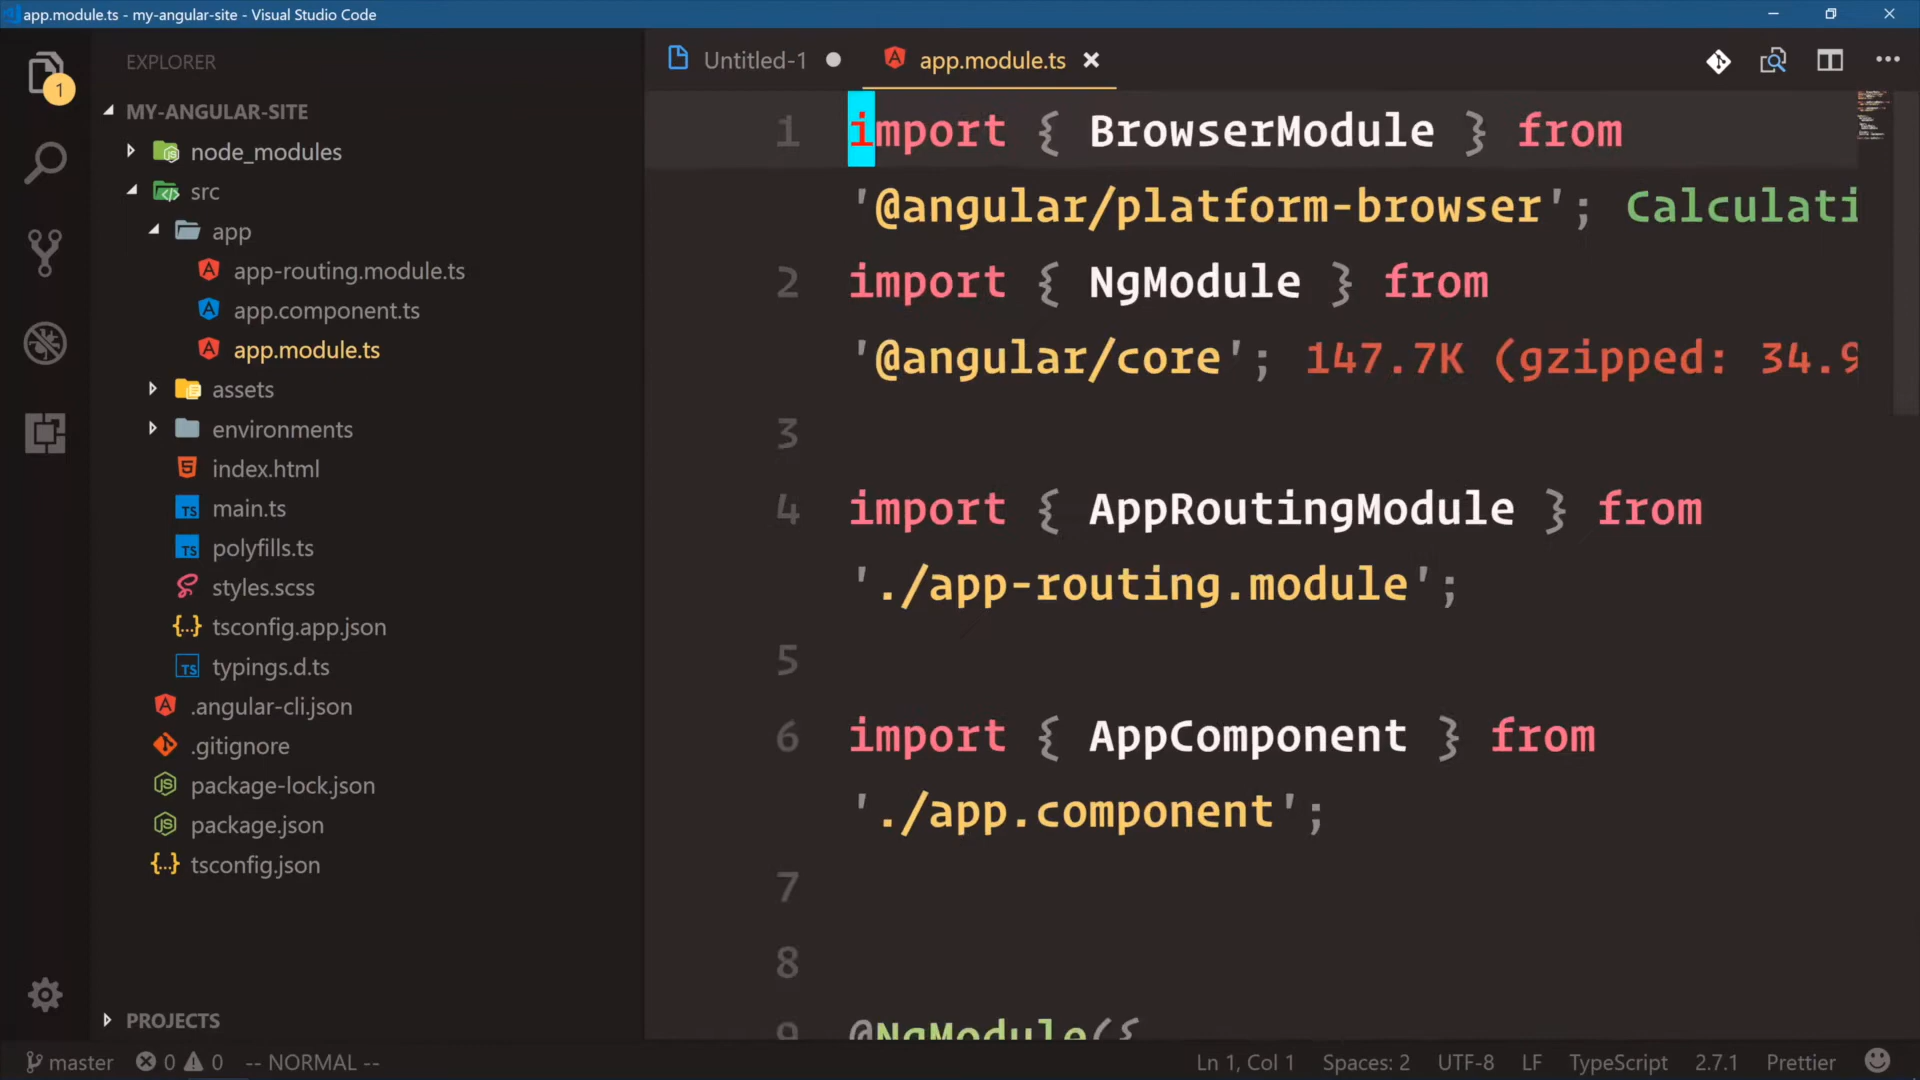 app.module.ts - my-angular-site - Visual Studio Code
EXPLORER
1
MY-ANGULAR-SITE
node_modules
src
app
app-routing.module.ts
app.component.ts
app.module.ts
assets
environments
index.html
main.ts
polyfills.ts
styles.scss
tsconfig.app.json
typings.d.ts
.angular-cli.json
.gitignore
package-lock.json
package.json
tsconfig.json
PROJECTS
Untitled-1
app.module.ts
1 import { BrowserModule } from
'@angular/platform-browser'; Calculati
2 import { NgModule } from
'@angular/core'; 147.7K (gzipped: 34.9
3
4 import { AppRoutingModule } from
'./app-routing.module';
5
6 import { AppComponent } from
'./app.component';
7
8
9 @NgModule({
master 0 0 -- NORMAL -- Ln 1, Col 1 Spaces: 2 UTF-8 LF TypeScript 2.7.1 Prettier